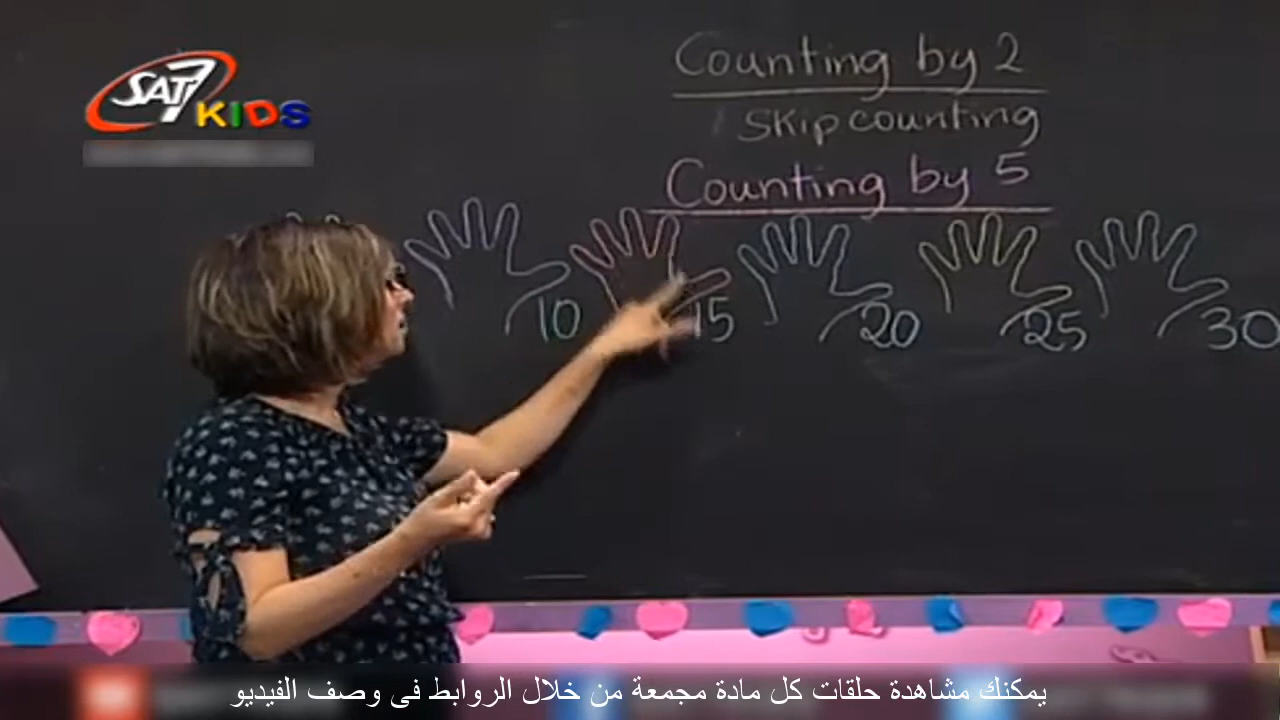 SAT7
KIDS
Counting by 2
Skip counting
Counting by 5
10 15 20 25 30
يمكنك مشاهدة حلقات كل مادة مجمعة من خلال الروابط فى وصف الفيديو